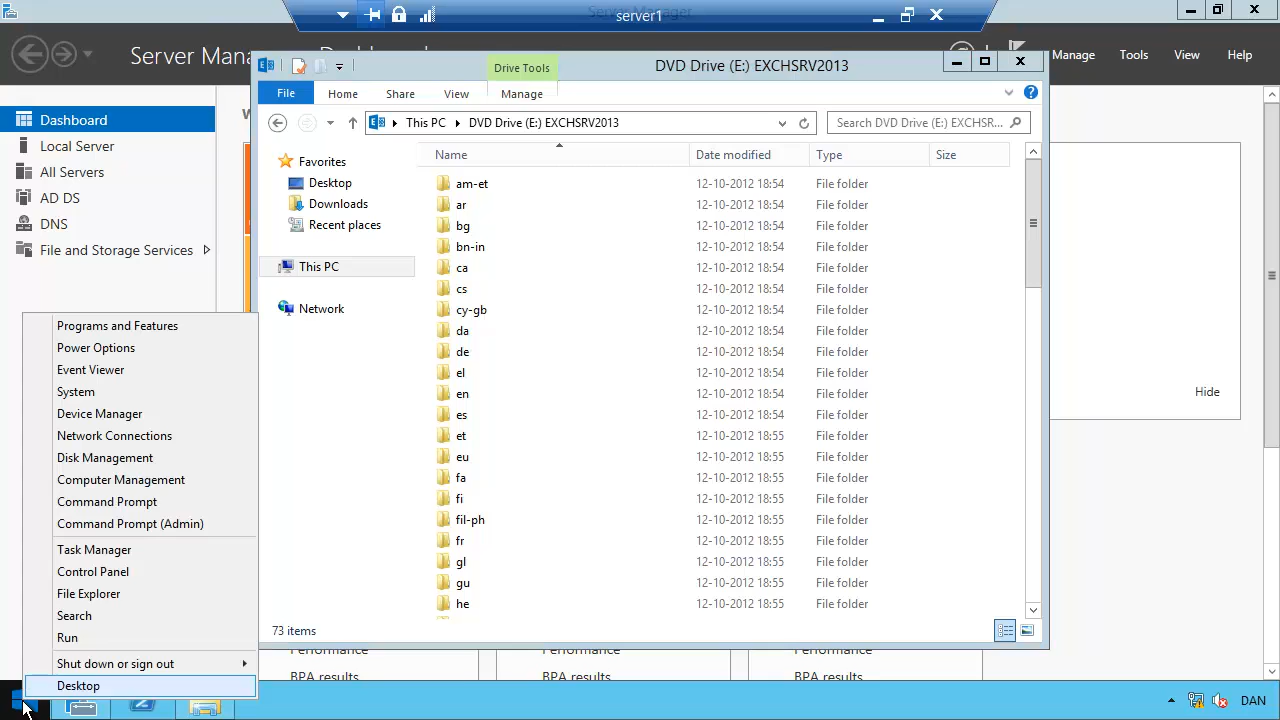 server1
Server Manager
Server Man
Manage
Tools
View
Help
Drive Tools
DVD Drive (E:) EXCHSRV2013
File
Home
Share
View
Manage
This PC
DVD Drive (E:) EXCHSRV2013
Search DVD Drive (E:) EXCHSR...
Dashboard
Local Server
All Servers
AD DS
DNS
File and Storage Services
Favorites
Desktop
Downloads
Recent places
This PC
Network
Name Date modified Type Size
am-et 12-10-2012 18:54 File folder
ar 12-10-2012 18:54 File folder
bg 12-10-2012 18:54 File folder
bn-in 12-10-2012 18:54 File folder
ca 12-10-2012 18:54 File folder
cs 12-10-2012 18:54 File folder
cy-gb 12-10-2012 18:54 File folder
da 12-10-2012 18:54 File folder
de 12-10-2012 18:54 File folder
el 12-10-2012 18:54 File folder
en 12-10-2012 18:54 File folder
es 12-10-2012 18:54 File folder
et 12-10-2012 18:55 File folder
eu 12-10-2012 18:55 File folder
fa 12-10-2012 18:55 File folder
fi 12-10-2012 18:55 File folder
fil-ph 12-10-2012 18:55 File folder
fr 12-10-2012 18:55 File folder
gl 12-10-2012 18:55 File folder
gu 12-10-2012 18:55 File folder
he 12-10-2012 18:55 File folder
73 items
Hide
Programs and Features
Power Options
Event Viewer
System
Device Manager
Network Connections
Disk Management
Computer Management
Command Prompt
Command Prompt (Admin)
Task Manager
Control Panel
File Explorer
Search
Run
Shut down or sign out
Desktop
Performance Performance Performance
BPA results BPA results BPA results
DAN